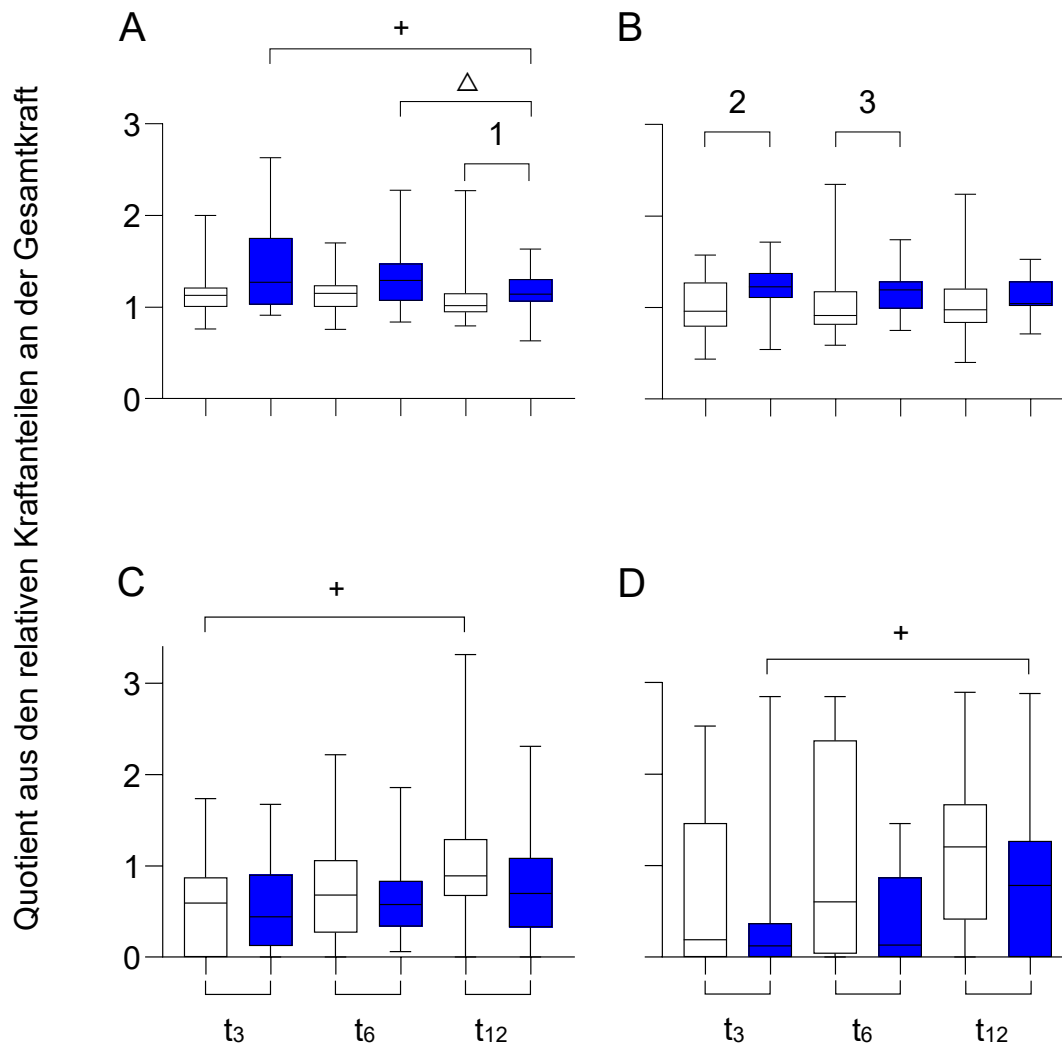 Quotient aus den relativen Kraftanteilen an der Gesamtkraft
A
+
△
1
3
2
1
0
B
2
3
C
+
3
2
1
0
t₃
t₆
t₁₂
D
+
t₃
t₆
t₁₂